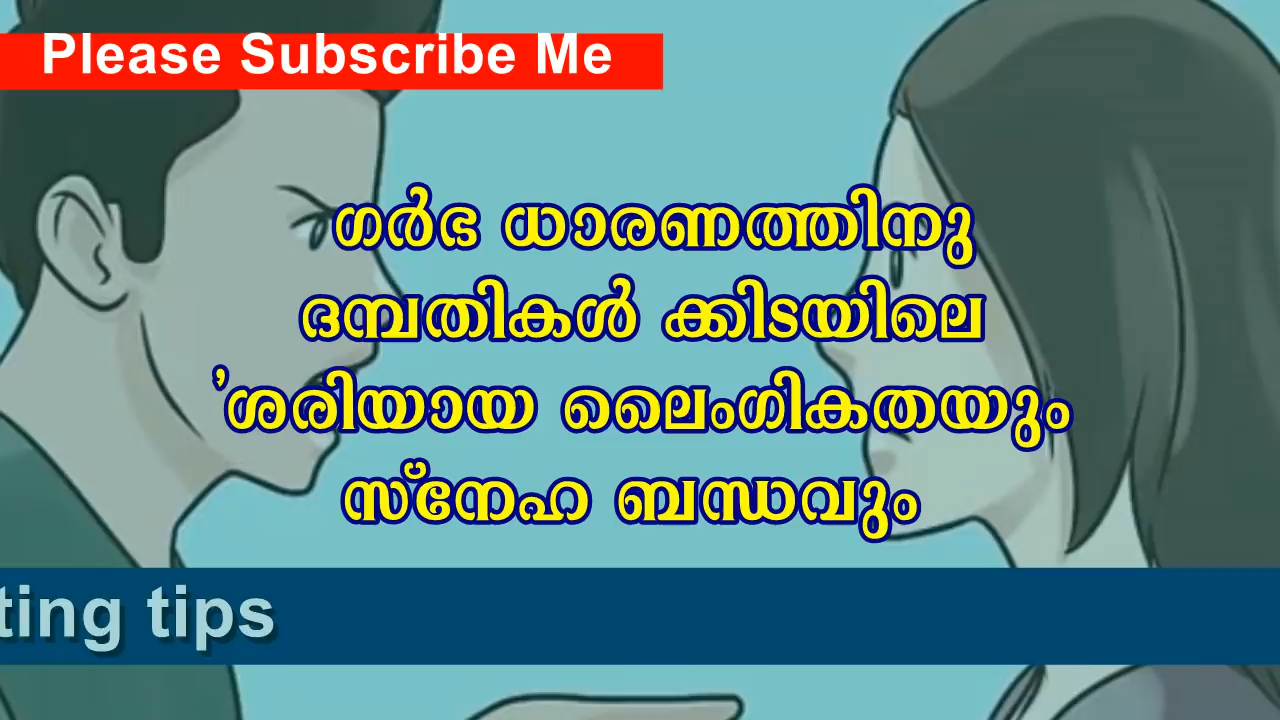 Please Subscribe Me
ഗർഭ ധാരണത്തിനു
ദമ്പതികൾ ക്കിടയിലെ
'ശരിയായ ലൈംഗികതയും
സ്നേഹ ബന്ധവും
ting tips